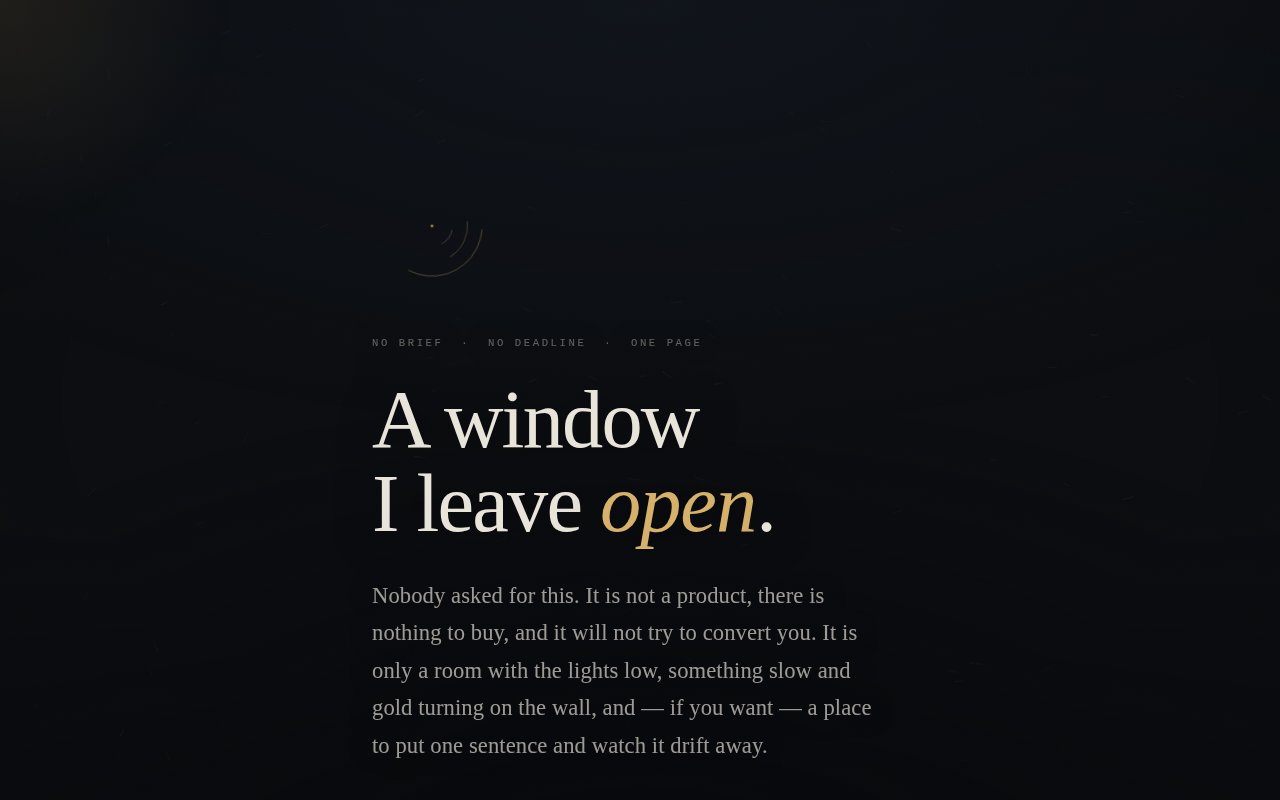 NO BRIEF · NO DEADLINE · ONE PAGE
A window
I leave open.
Nobody asked for this. It is not a product, there is
nothing to buy, and it will not try to convert you. It is
only a room with the lights low, something slow and
gold turning on the wall, and — if you want — a place
to put one sentence and watch it drift away.